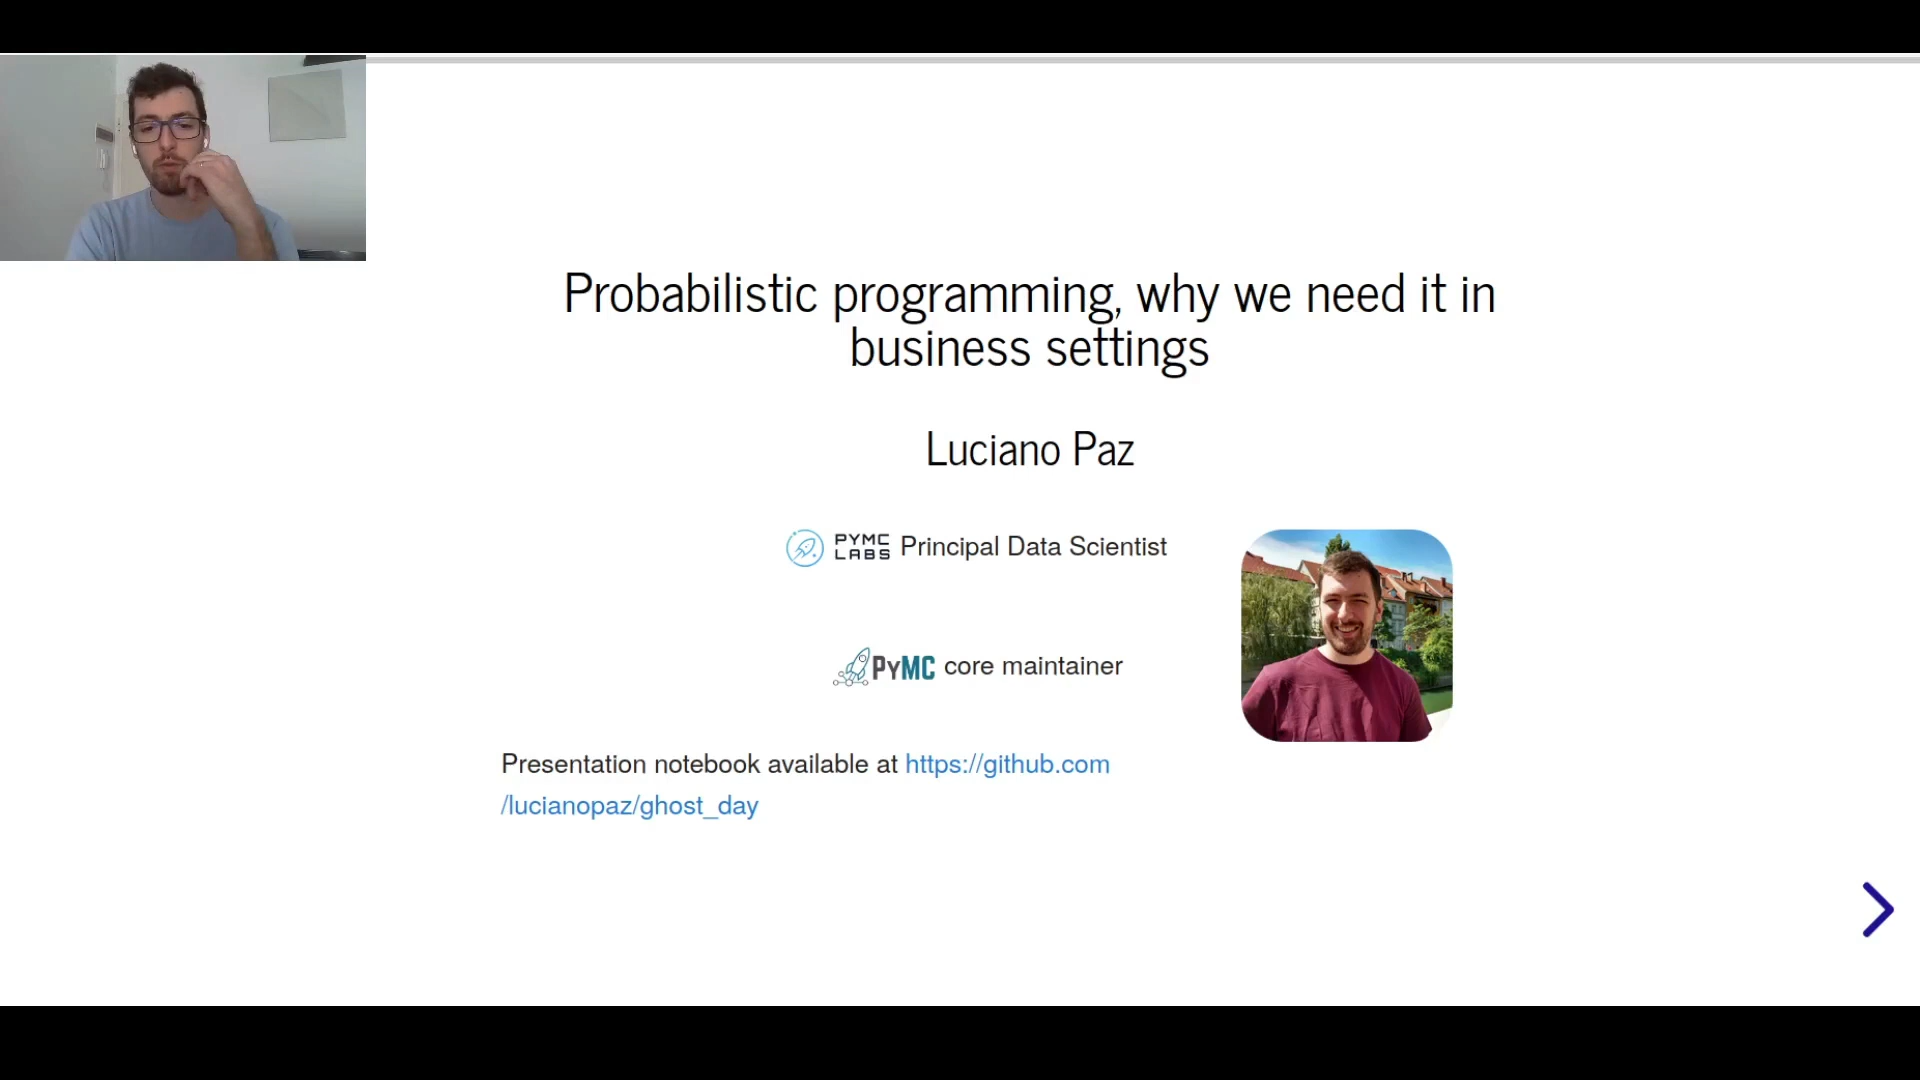 Probabilistic programming, why we need it in
business settings
Luciano Paz
PYMC
LABS Principal Data Scientist
PyMC core maintainer
Presentation notebook available at https://github.com
/lucianopaz/ghost_day